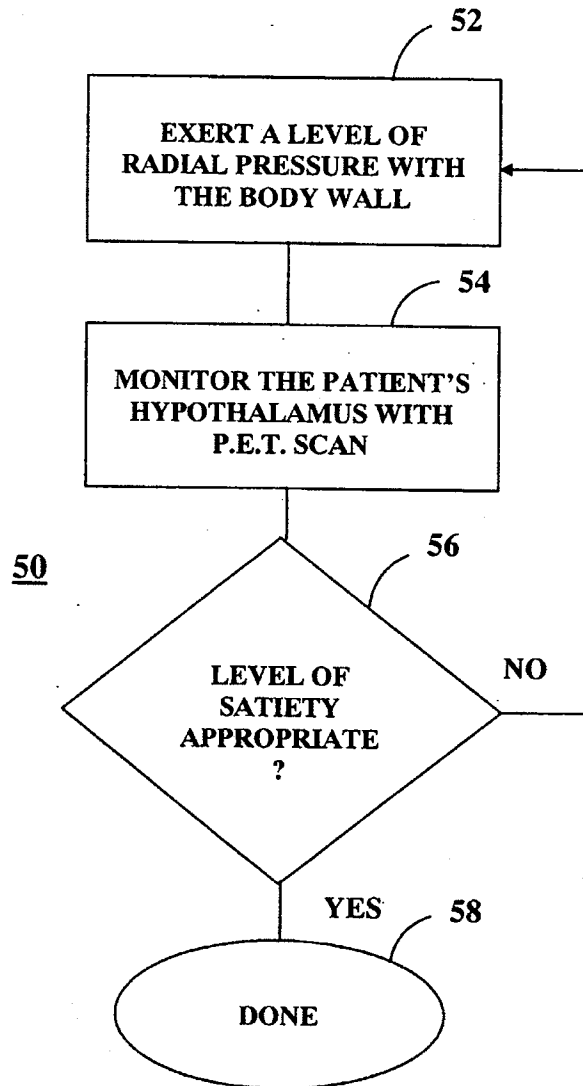 52
EXERT A LEVEL OF
RADIAL PRESSURE WITH
THE BODY WALL
54
MONITOR THE PATIENT'S
HYPOTHALAMUS WITH
P.E.T. SCAN
50
56
LEVEL OF
SATIETY
APPROPRIATE
?
NO
YES
58
DONE